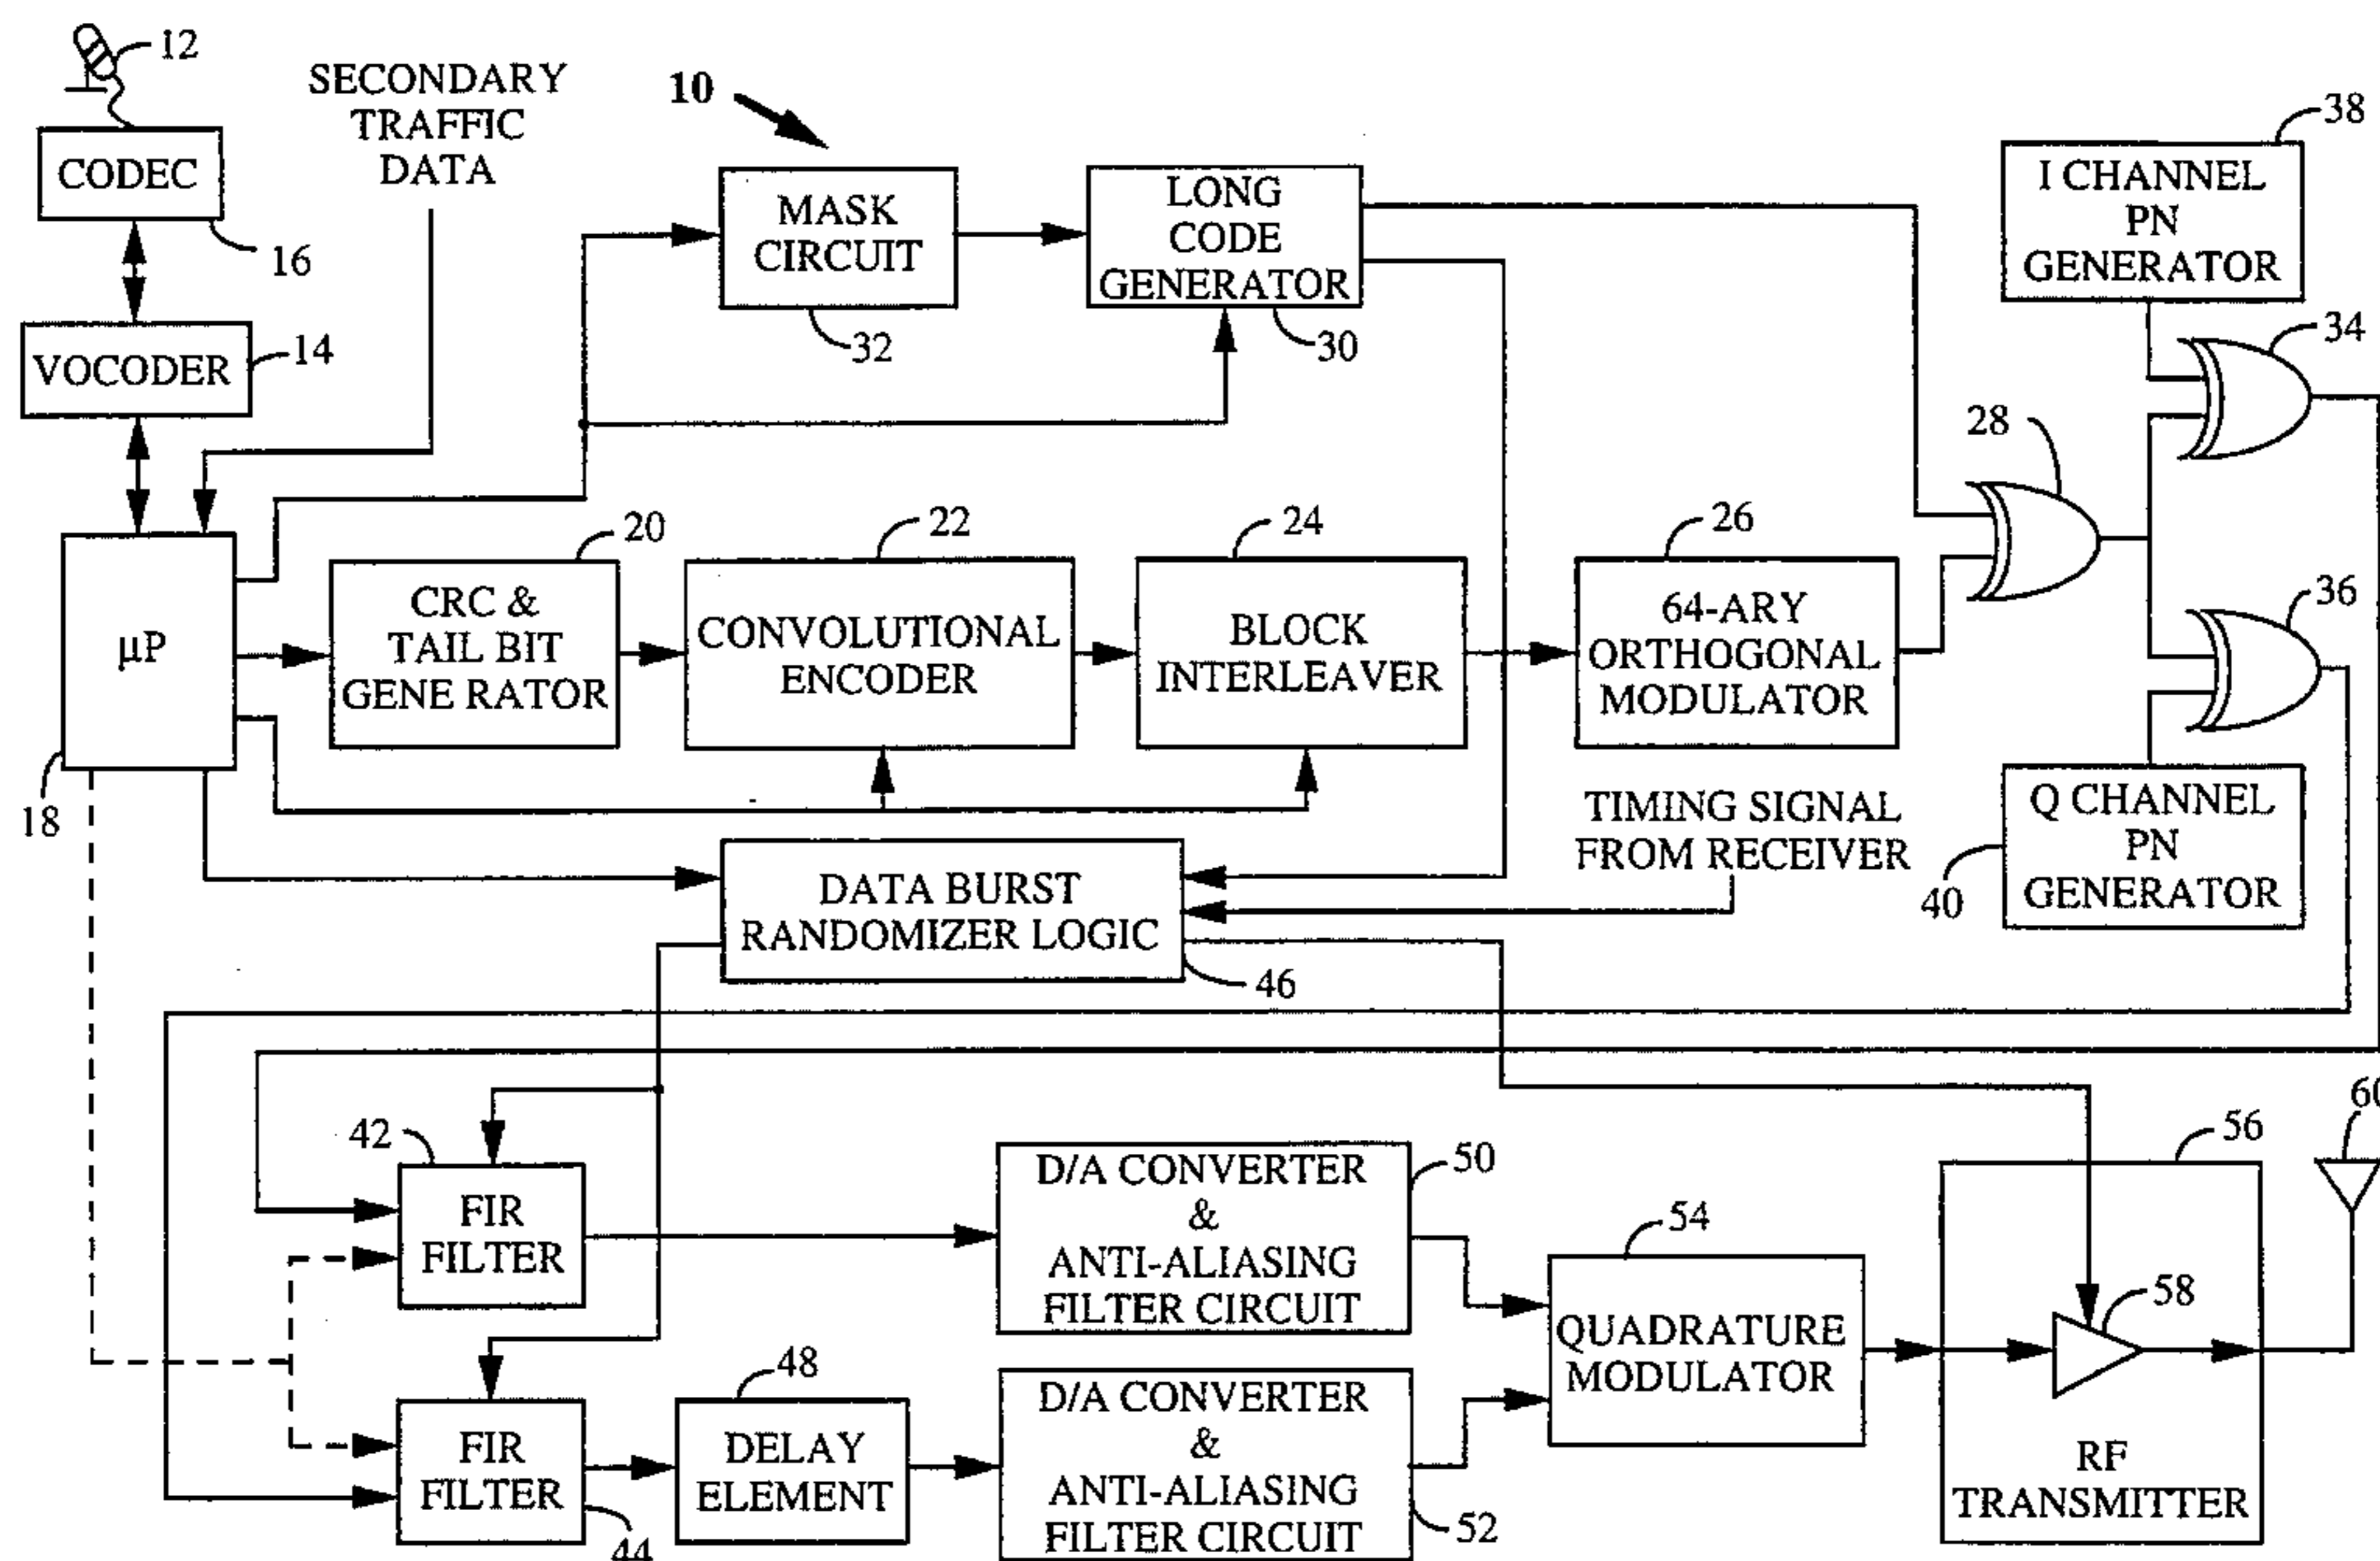 12
SECONDARY
TRAFFIC
DATA
10
38
CODEC
16
MASK
CIRCUIT
32
LONG
CODE
GENERATOR
30
I CHANNEL
PN
GENERATOR
34
VOCODER
14
28
μP
18
20
CRC &
TAIL BIT
GENE RATOR
22
CONVOLUTIONAL
ENCODER
24
BLOCK
INTERLEAVER
26
64-ARY
ORTHOGONAL
MODULATOR
36
TIMING SIGNAL
FROM RECEIVER
Q CHANNEL
PN
GENERATOR
40
DATA BURST
RANDOMIZER LOGIC
46
42
FIR
FILTER
D/A CONVERTER
&
ANTI-ALIASING
FILTER CIRCUIT
50
54
QUADRATURE
MODULATOR
56
58
RF
TRANSMITTER
60
FIR
FILTER
44
48
DELAY
ELEMENT
D/A CONVERTER
&
ANTI-ALIASING
FILTER CIRCUIT
52